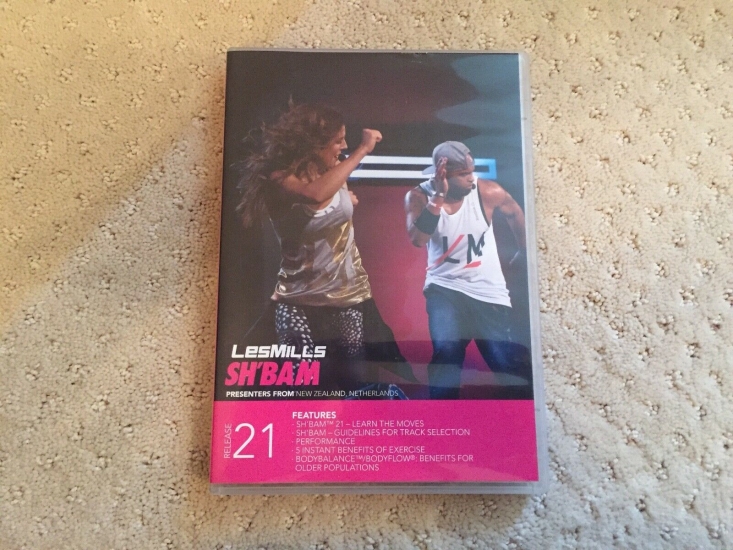 LM
LesMiLLs
SH'BAM
PRESENTERS FROM NEW ZEALAND, NETHERLANDS
RELEASE
21
FEATURES
· SH'BAM™ 21 – LEARN THE MOVES
· SH'BAM – GUIDELINES FOR TRACK SELECTION
· PERFORMANCE
· 5 INSTANT BENEFITS OF EXERCISE
· BODYBALANCE™/BODYFLOW®: BENEFITS FOR
OLDER POPULATIONS